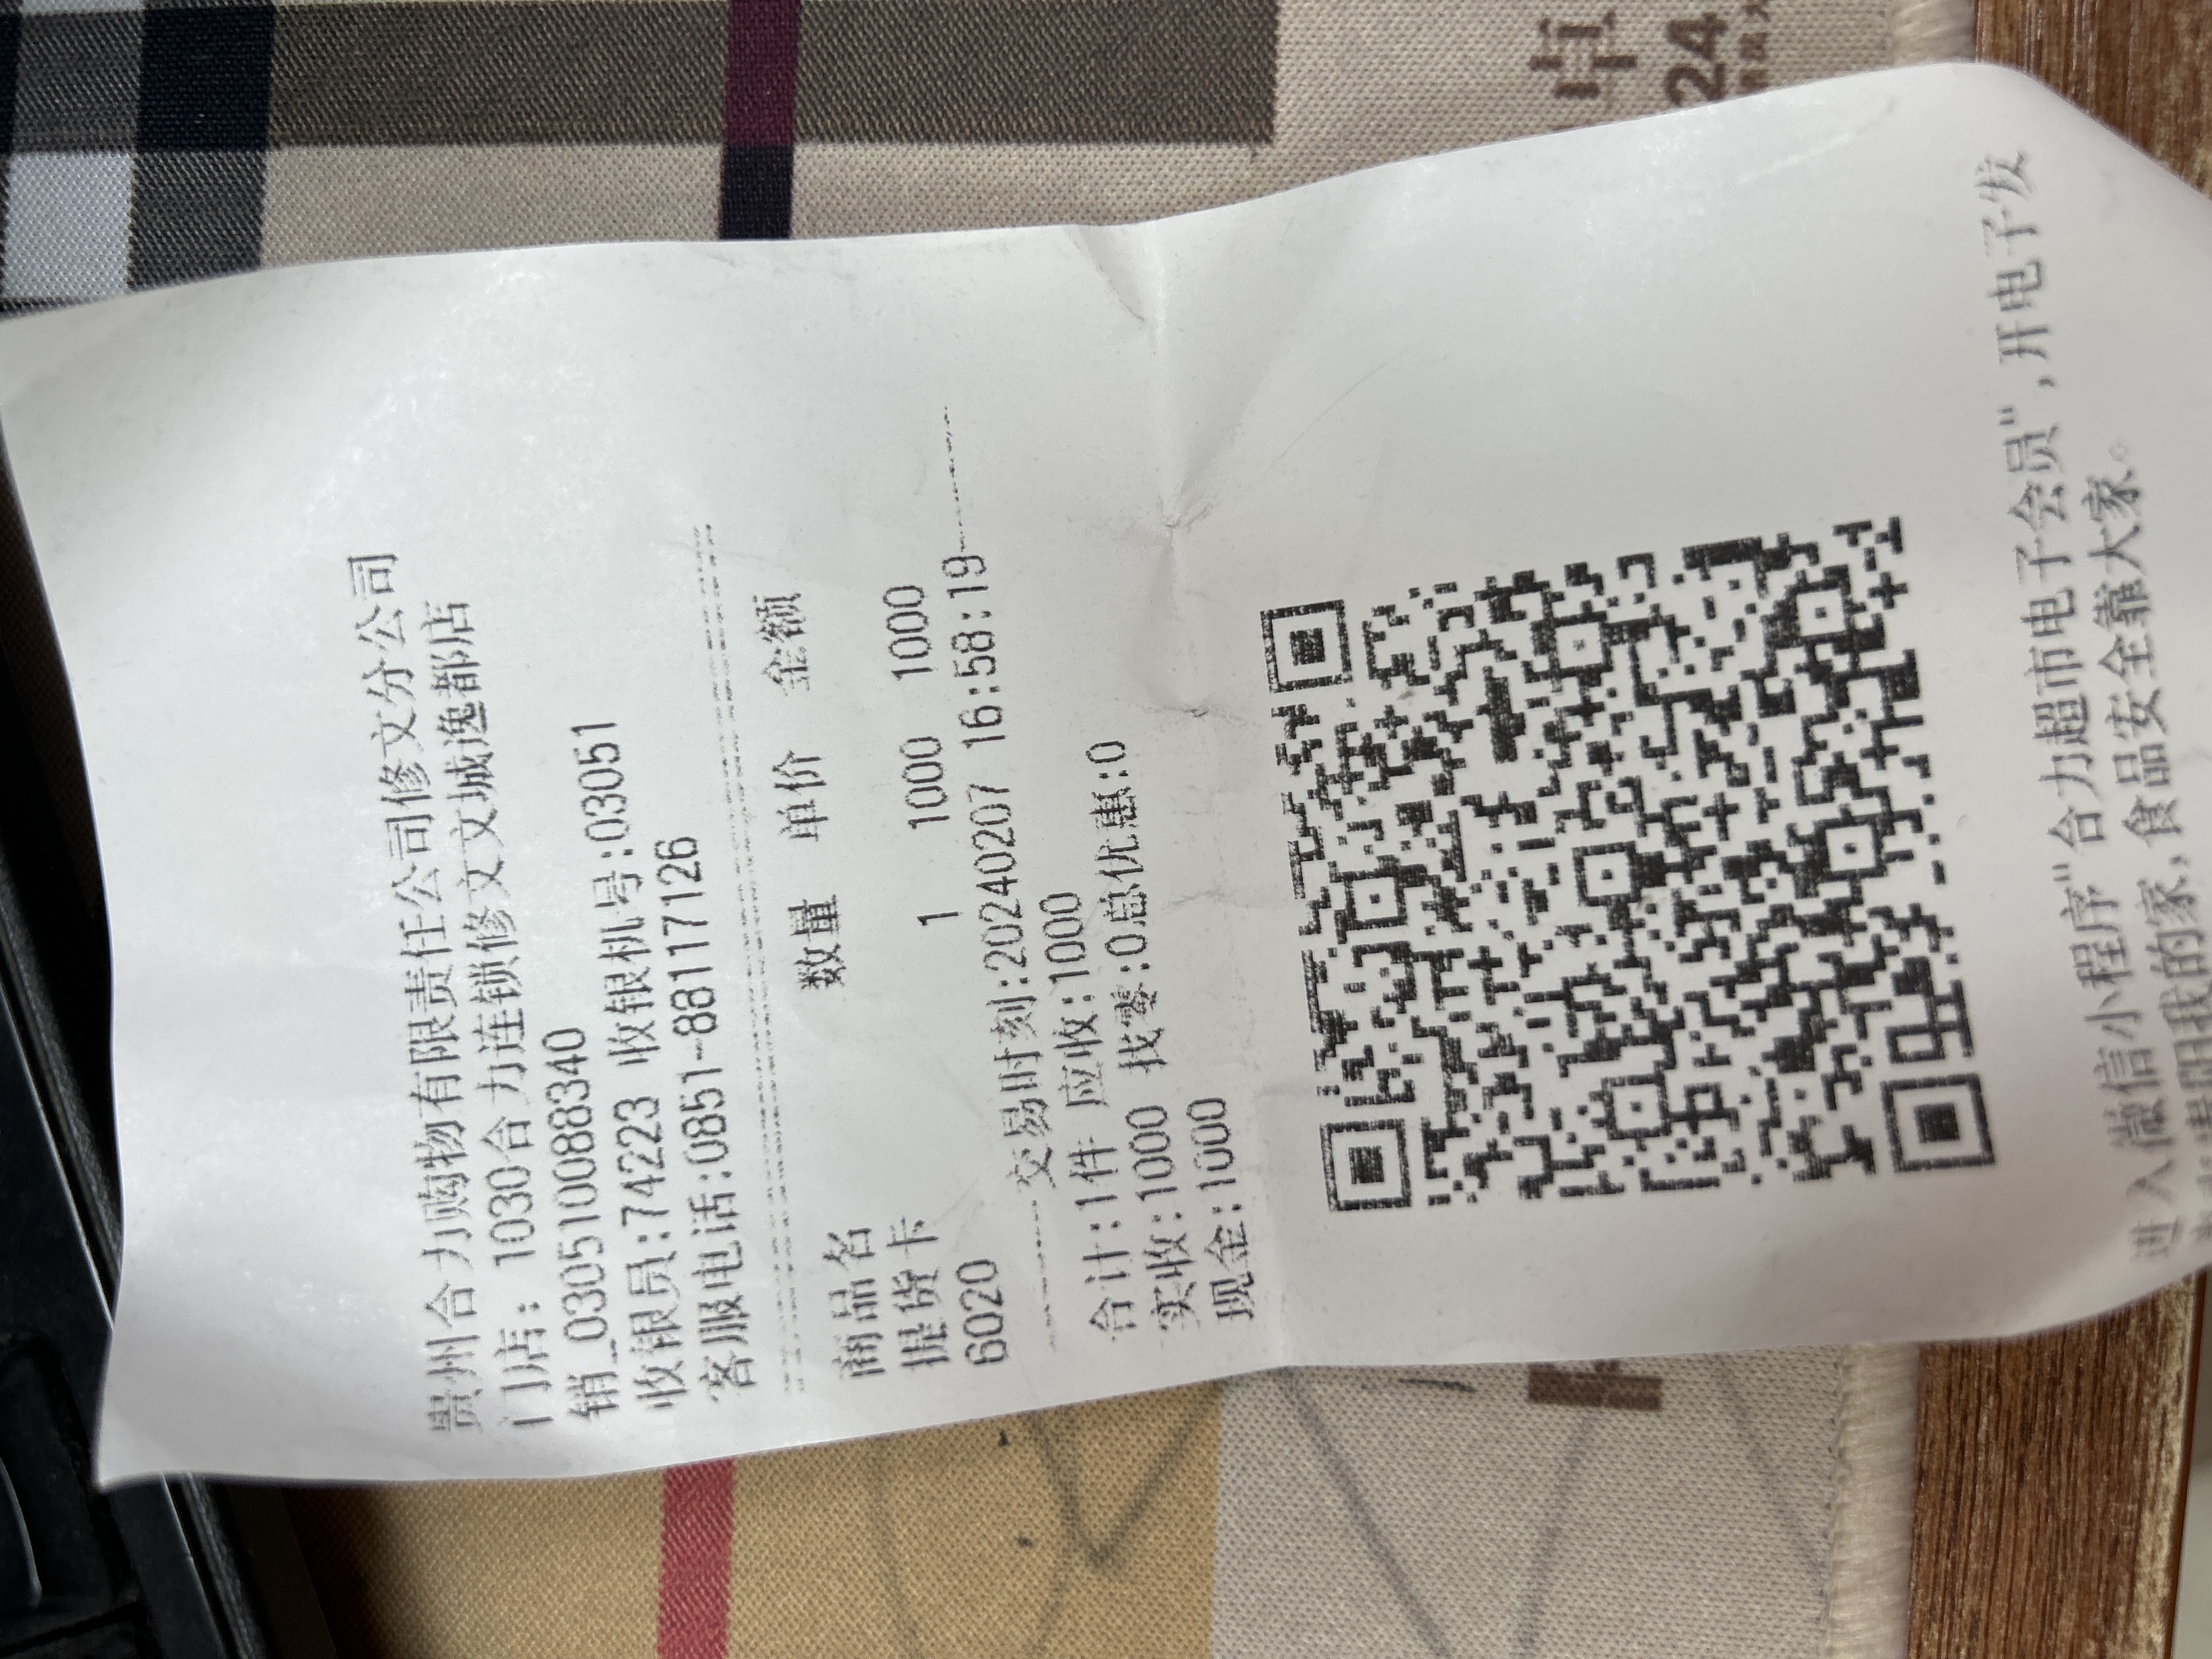 贵州合力购物有限责任公司修文分公司
门店: 1030合力连锁修文文城逸都店
销_030510088340
收银员:74223 收银机号:03051
客服电话:0851-88117126
商品名 数量 单价 金额
提货卡
60020 1 1000 1000
交易时刻:20240207 16:58:19
合计:1件 应收:1000
实收:1000 找零:0总优惠:0
现金:1000
进入微信小程序"合力超市电子会员",开电子发
我的家,食品安全靠大家。
卓
24